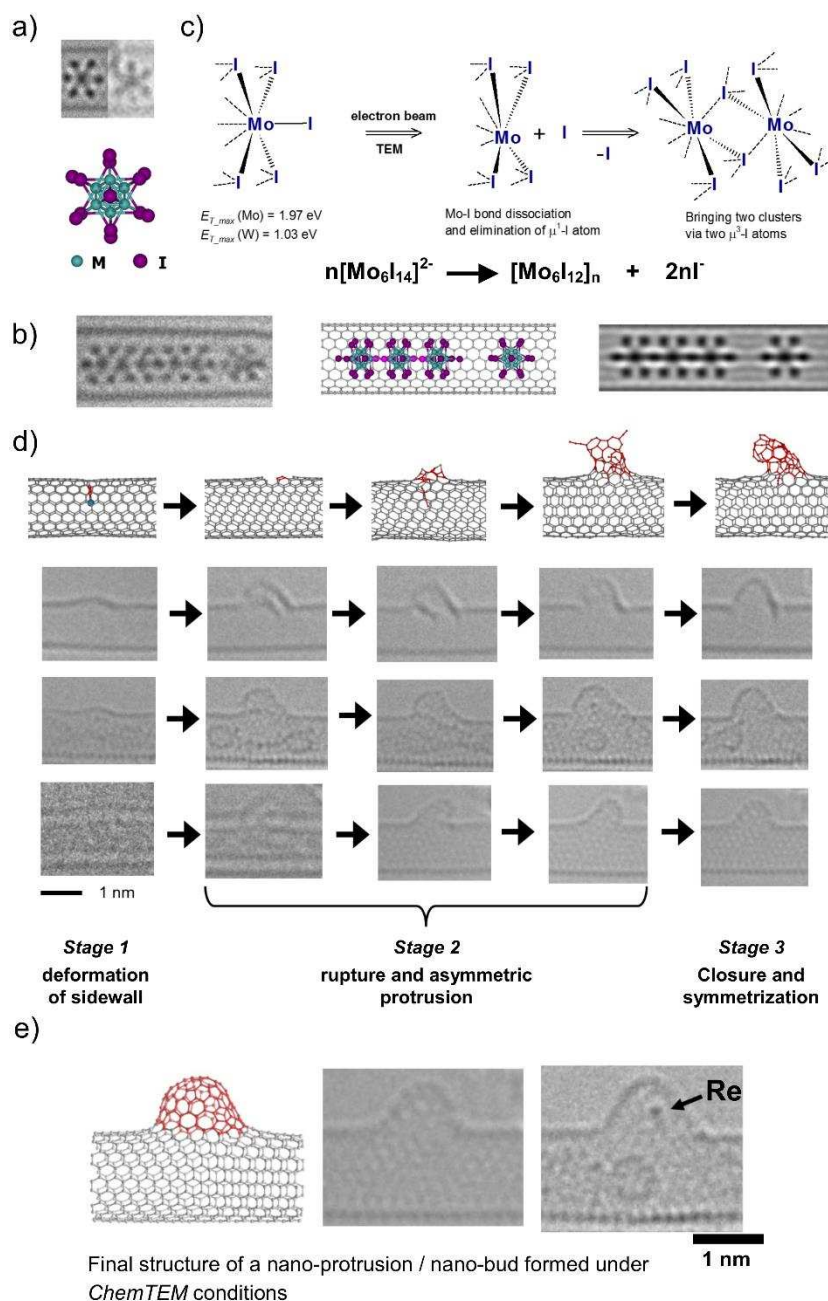 a)
c)
I I
Mo I
I I
electron beam
TEM
I I
Mo + I
I I
–I
I I I I
Mo Mo
I I I I
E_T_max (Mo) = 1.97 eV
E_T_max (W) = 1.03 eV
Mo-I bond dissociation
and elimination of μ¹-I atom
Bringing two clusters
via two μ³-I atoms
M I
n[Mo₆I₁₄]²⁻ → [Mo₆I₁₂]ₙ + 2nI⁻
b)
d)
1 nm
Stage 1
deformation
of sidewall
Stage 2
rupture and asymmetric
protrusion
Stage 3
Closure and
symmetrization
e)
Re
1 nm
Final structure of a nano-protrusion / nano-bud formed under
ChemTEM conditions